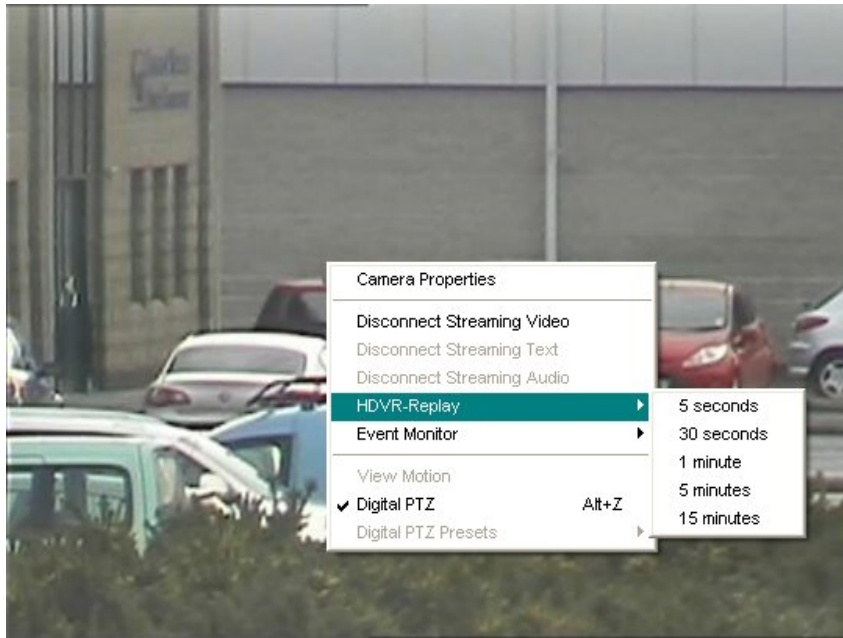 Camera Properties
Disconnect Streaming Video
Disconnect Streaming Text
Disconnect Streaming Audio
HDVR-Replay
Event Monitor
View Motion
Digital PTZ Alt+Z
Digital PTZ Presets
5 seconds
30 seconds
1 minute
5 minutes
15 minutes